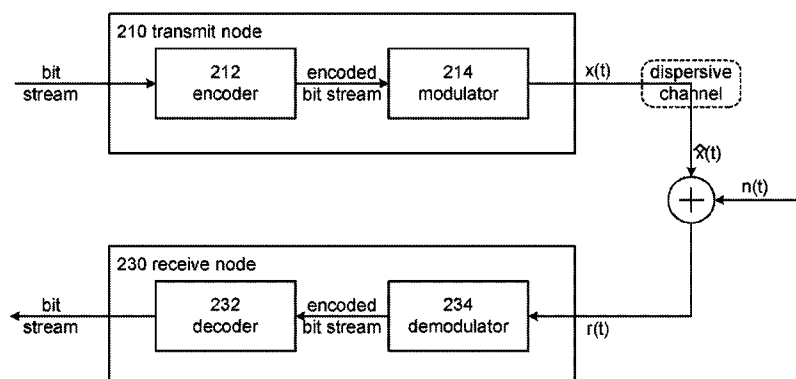 210 transmit node
bit
stream
212
encoder
encoded
bit stream
214
modulator
x(t)
dispersive
channel
x̂(t)
n(t)
+
230 receive node
bit
stream
232
decoder
encoded
bit stream
234
demodulator
r(t)